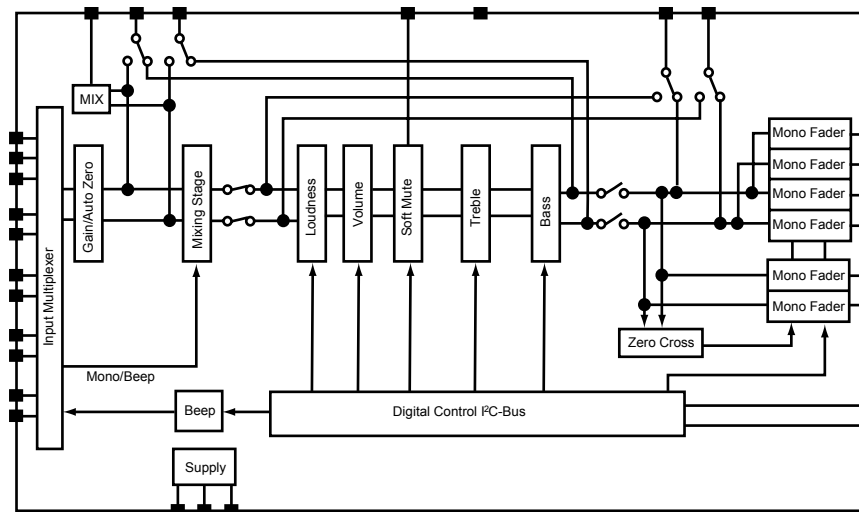 MIX
Input Multiplexer
Gain/Auto Zero
Mixing Stage
Loudness
Volume
Soft Mute
Treble
Bass
Mono Fader
Mono Fader
Mono Fader
Mono Fader
Mono Fader
Mono Fader
Zero Cross
Mono/Beep
Beep
Digital Control I²C-Bus
Supply